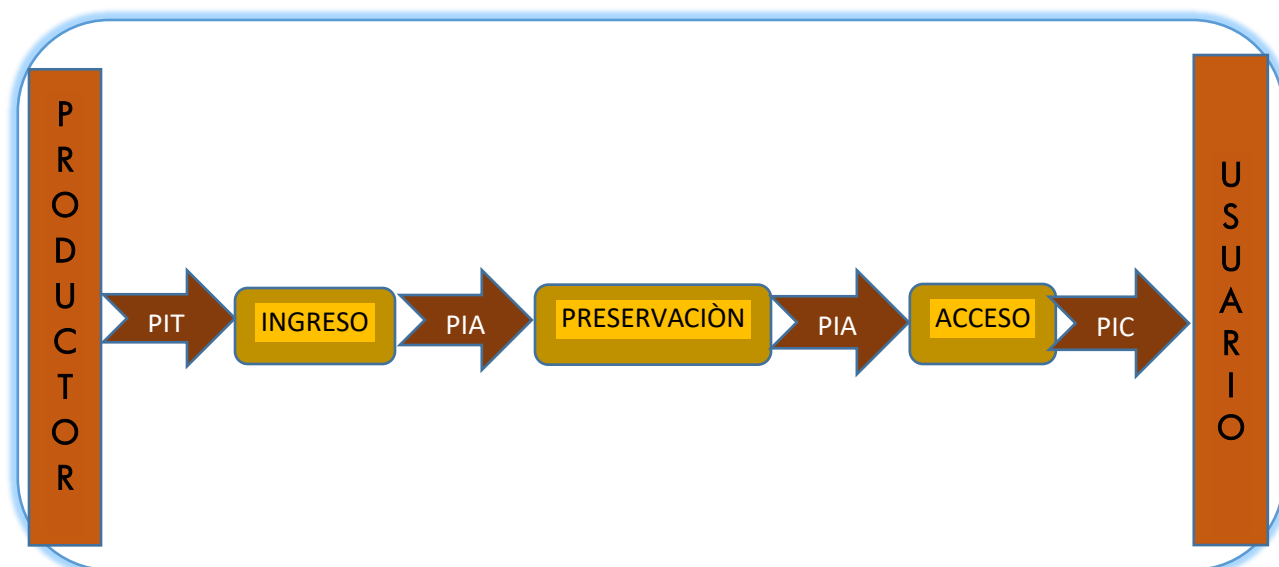 PRODUCTOR
PIT
INGRESO
PIA
PRESERVACIÒN
PIA
ACCESO
PIC
USUARIO